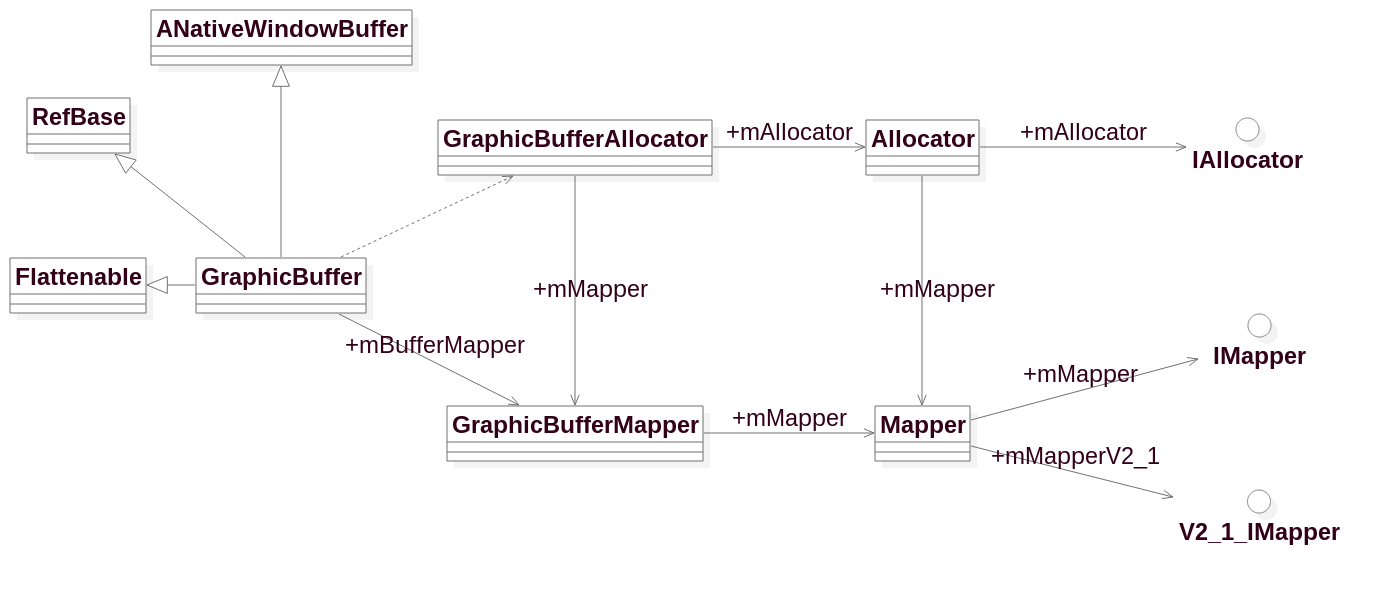 ANativeWindowBuffer
RefBase
GraphicBufferAllocator
+mAllocator
Allocator
+mAllocator
IAllocator
Flattenable
GraphicBuffer
+mMapper
+mMapper
+mBufferMapper
IMapper
+mMapper
GraphicBufferMapper
+mMapper
Mapper
+mMapperV2_1
V2_1_IMapper